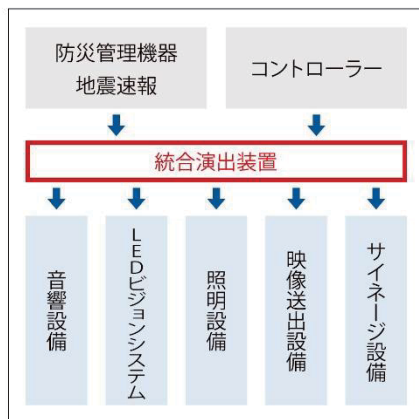 防災管理機器
地震速報
コントローラー
統合演出装置
音響設備
LEDビジョンシステム
照明設備
映像送出設備
サイネージ設備